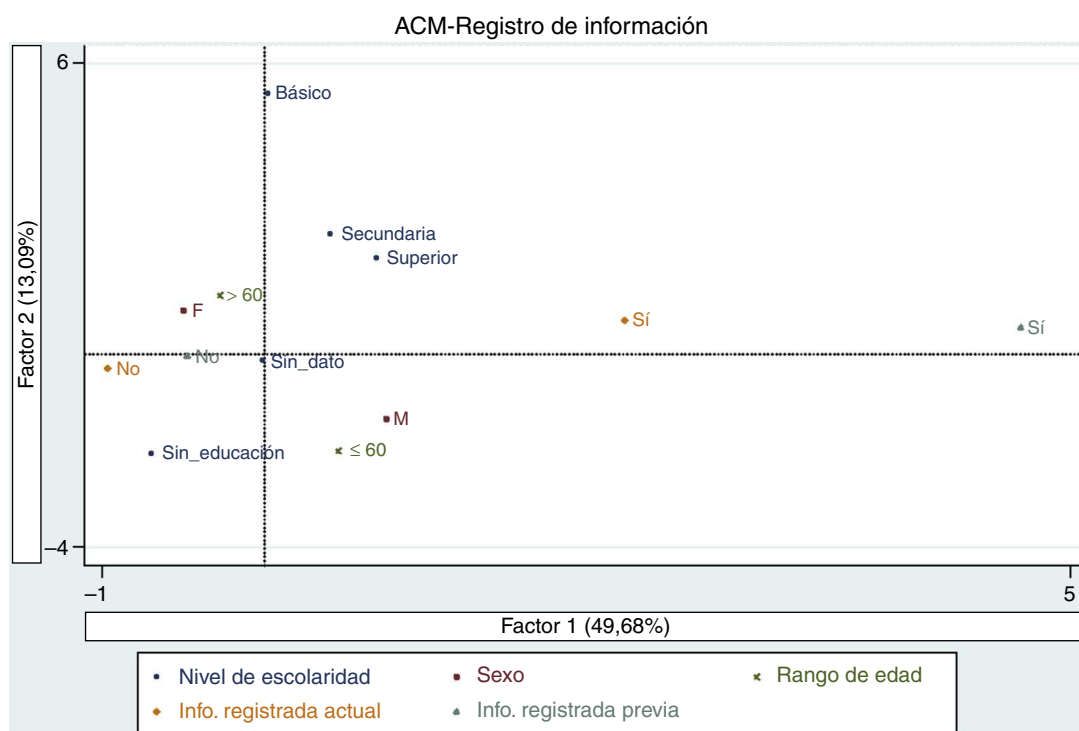 ACM-Registro de información
6
Básico
Secundaria
Superior
> 60
F
Sí
Sí
No
No
Sin_dato
M
Sin_educación
≤ 60
–4
Factor 2 (13,09%)
–1
5
Factor 1 (49,68%)
Nivel de escolaridad
Sexo
Rango de edad
Info. registrada actual
Info. registrada previa